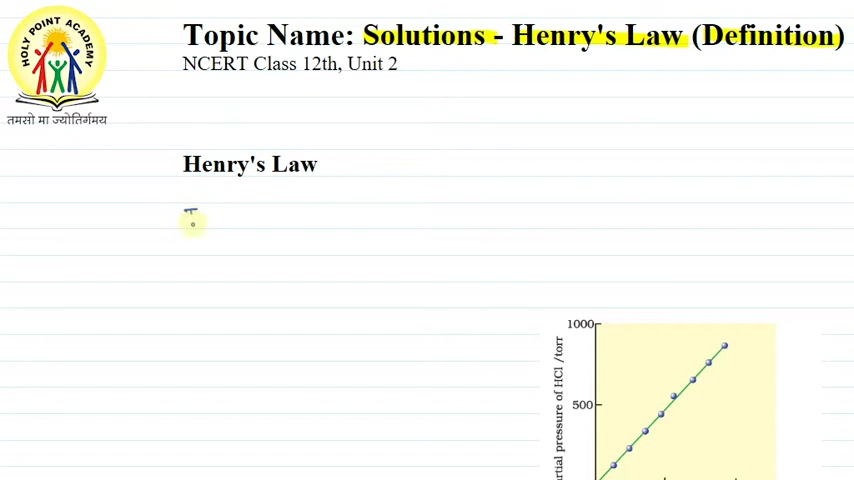 HOLY POINT ACADEMY
तमसो मा ज्योतिर्गमय
Topic Name: Solutions - Henry's Law (Definition)
NCERT Class 12th, Unit 2
Henry's Law
1000
500
pressure of HCl /torr